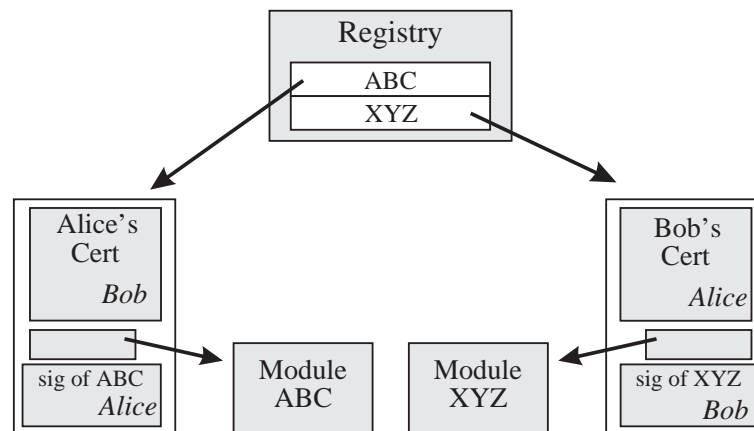 Registry
ABC
XYZ
Alice's
Cert
Bob
sig of ABC
Alice
Module
ABC
Module
XYZ
Bob's
Cert
Alice
sig of XYZ
Bob